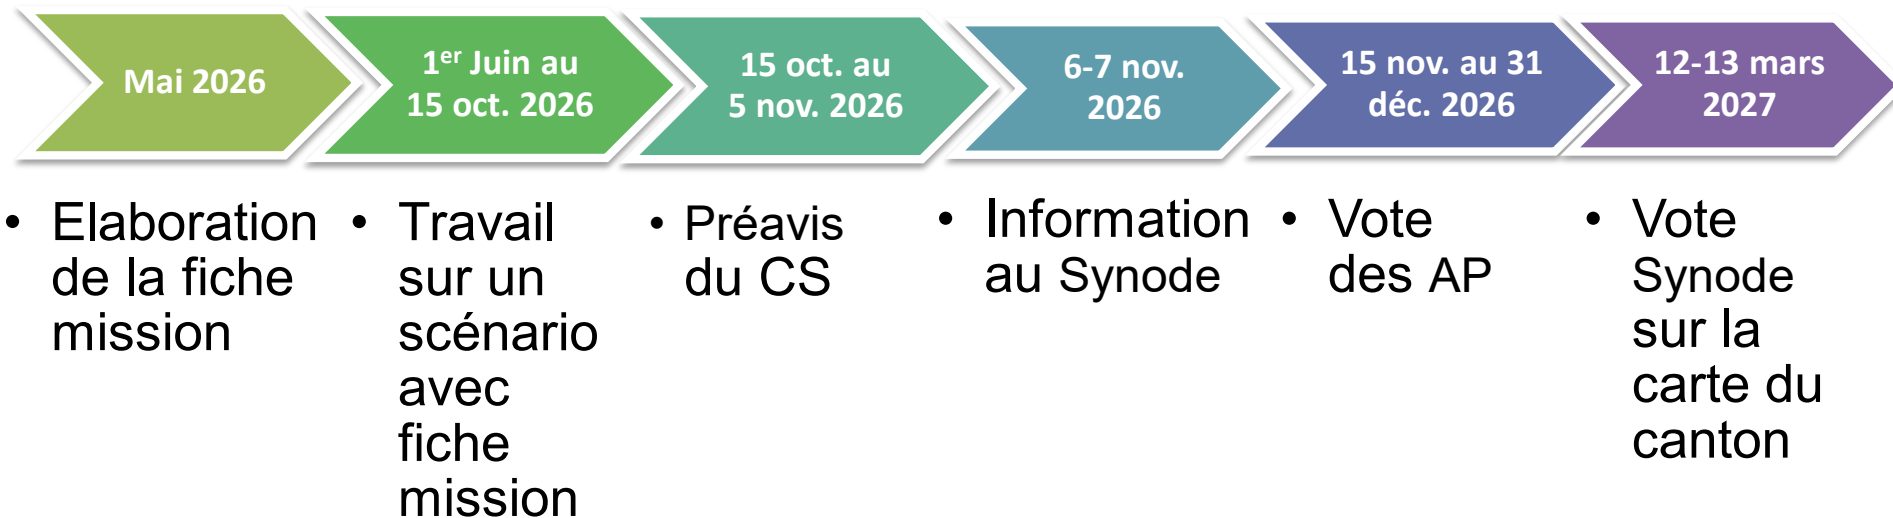 Mai 2026
1er Juin au
15 oct. 2026
15 oct. au
5 nov. 2026
6-7 nov.
2026
15 nov. au 31
déc. 2026
12-13 mars
2027
• Elaboration
de la fiche
mission
• Travail
sur un
scénario
avec
fiche
mission
• Préavis
du CS
• Information
au Synode
• Vote
des AP
• Vote
Synode
sur la
carte du
canton